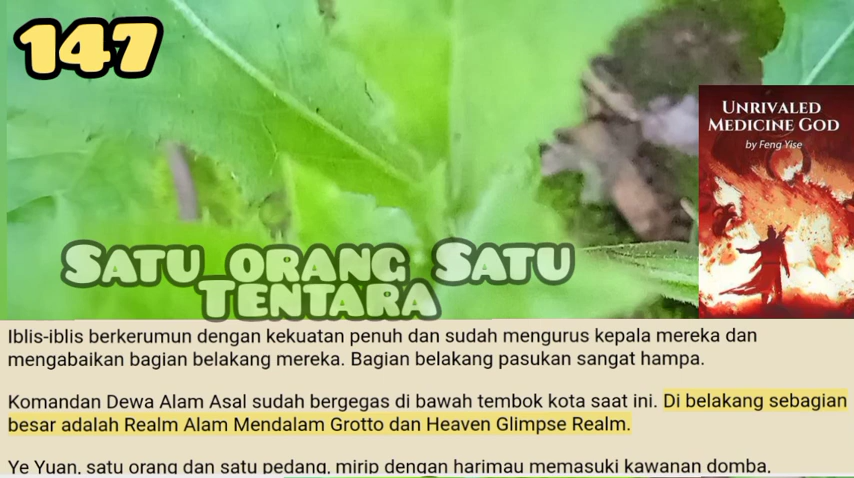 147
UNRIVALED
MEDICINE GOD
by Feng Yise
SATU ORANG SATU
TENTARA
Iblis-iblis berkerumun dengan kekuatan penuh dan sudah mengurus kepala mereka dan
mengabaikan bagian belakang mereka. Bagian belakang pasukan sangat hampa.
Komandan Dewa Alam Asal sudah bergegas di bawah tembok kota saat ini. Di belakang sebagian
besar adalah Realm Alam Mendalam Grotto dan Heaven Glimpse Realm.
Ye Yuan, satu orang dan satu pedang, mirip dengan harimau memasuki kawanan domba.